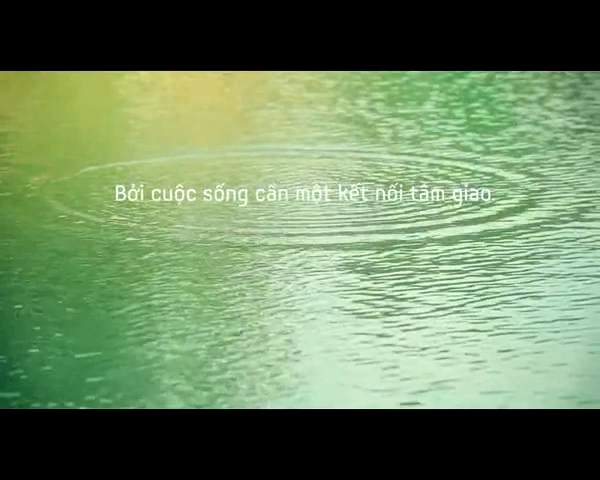 Bởi cuộc sống cần một kết nối tâm giao